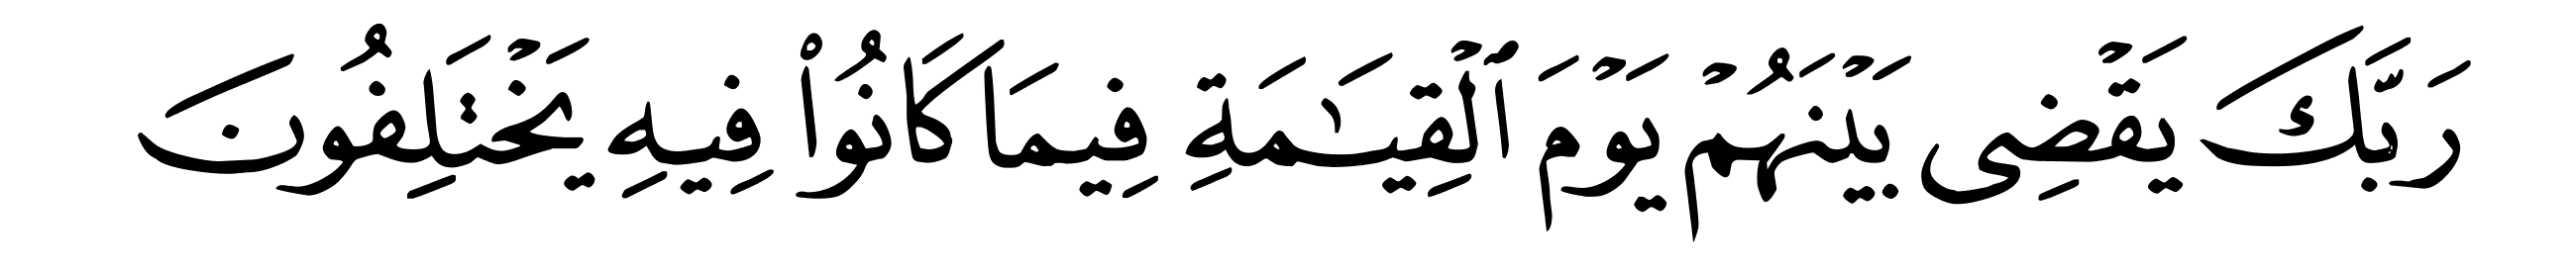 رَبَّكَ يَقْضِى بَيْنَهُمْ يَوْمَ ٱلْقِيَـٰمَةِ فِيمَا كَانُوا۟ فِيهِ يَخْتَلِفُونَ